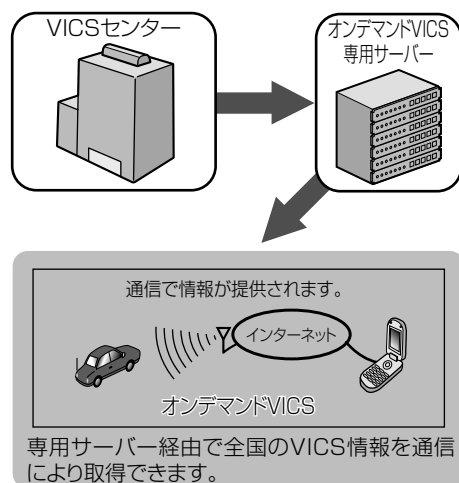 VICSセンター
オンデマンドVICS
専用サーバー
通信で情報が提供されます。
インターネット
オンデマンドVICS
専用サーバー経由で全国のVICS情報を通信
により取得できます。